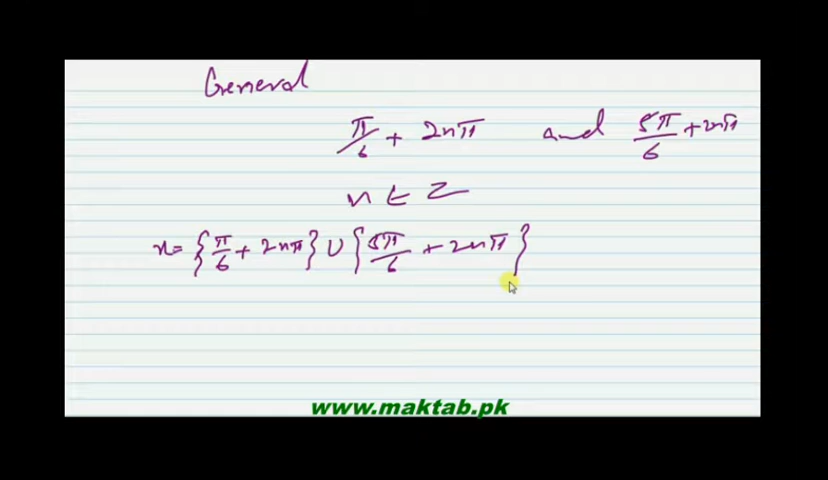 General
π/6 + 2nπ and 5π/6 + 2nπ
n ∈ Z
x = {π/6 + 2nπ} ∪ {5π/6 + 2nπ}
www.maktab.pk